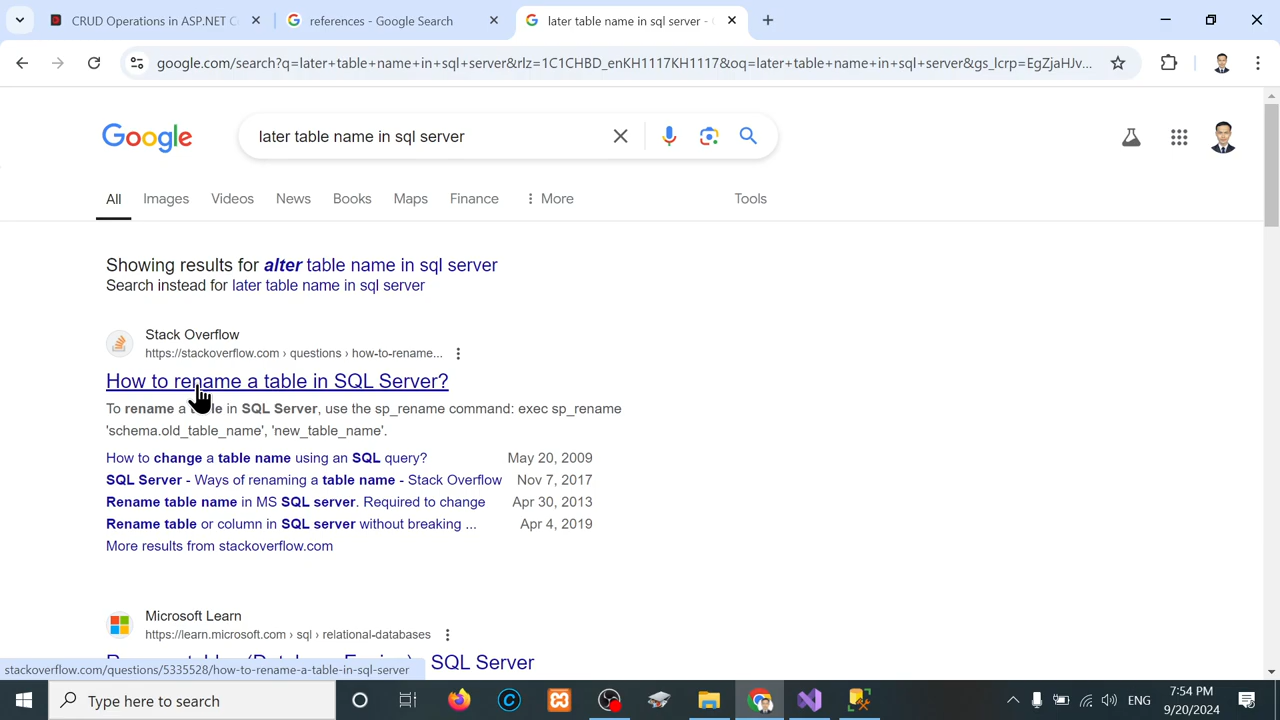 CRUD Operations in ASP.NET C
references - Google Search
later table name in sql server -
google.com/search?q=later+table+name+in+sql+server&rlz=1C1CHBD_enKH1117KH1117&oq=later+table+name+in+sql+server&gs_lcrp=EgZjaHJv...
Google
later table name in sql server
All
Images
Videos
News
Books
Maps
Finance
More
Tools
Showing results for alter table name in sql server
Search instead for later table name in sql server
Stack Overflow
https://stackoverflow.com › questions › how-to-rename...
How to rename a table in SQL Server?
To rename a table in SQL Server, use the sp_rename command: exec sp_rename
'schema.old_table_name', 'new_table_name'.
How to change a table name using an SQL query? May 20, 2009
SQL Server - Ways of renaming a table name - Stack Overflow Nov 7, 2017
Rename table name in MS SQL server. Required to change Apr 30, 2013
Rename table or column in SQL server without breaking ... Apr 4, 2019
More results from stackoverflow.com
Microsoft Learn
https://learn.microsoft.com › sql › relational-databases
SQL Server
stackoverflow.com/questions/5335528/how-to-rename-a-table-in-sql-server
Type here to search
ENG
7:54 PM
9/20/2024